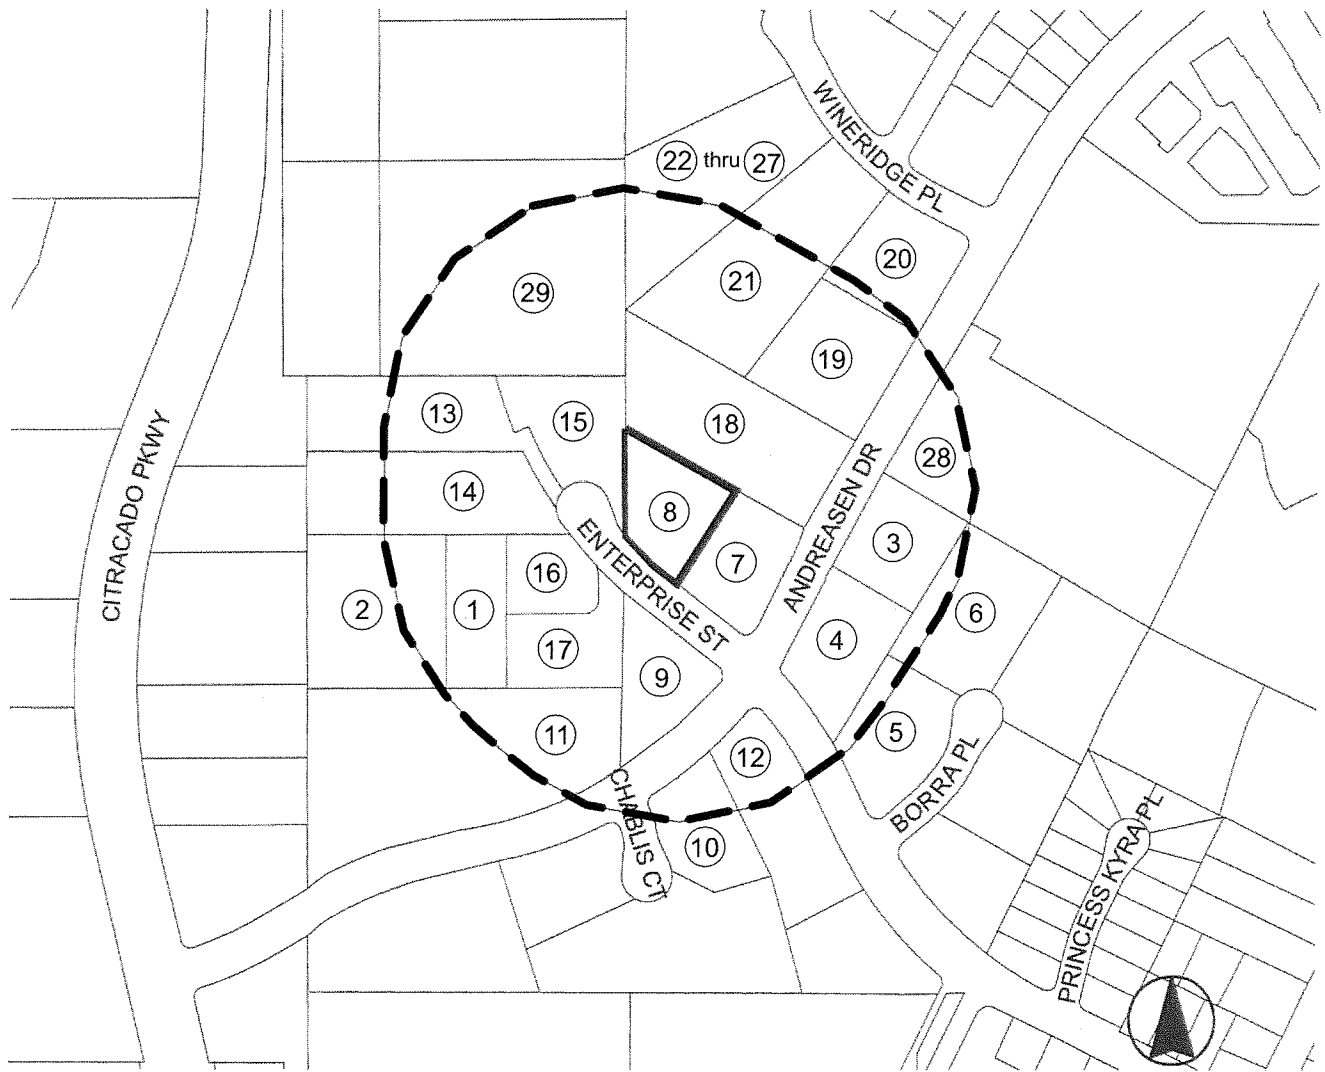 WINERIDGE PL
22 thru 27
20
21
29
19
13
15
18
CITRACADO PKWY
28
14
8
ANDREASEN DR
3
ENTERPRISE ST
7
16
2
1
6
4
17
9
11
5
12
BORRA PL
CHABLIS CT
10
PRINCESS KYRA PL